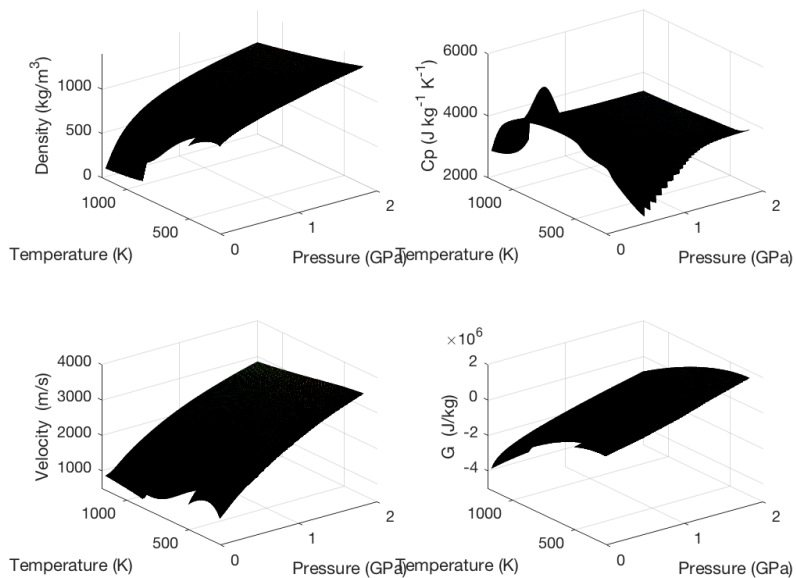 Density (kg/m³)
1000
500
0
1000
500
0
1
2
Temperature (K)
Pressure (GPa)
Cp (J kg⁻¹ K⁻¹)
6000
4000
2000
1000
500
0
1
2
Temperature (K)
Pressure (GPa)
Velocity (m/s)
4000
3000
2000
1000
1000
500
0
1
2
Temperature (K)
Pressure (GPa)
×10⁶
G (J/kg)
2
0
-2
-4
1000
500
0
1
2
Temperature (K)
Pressure (GPa)